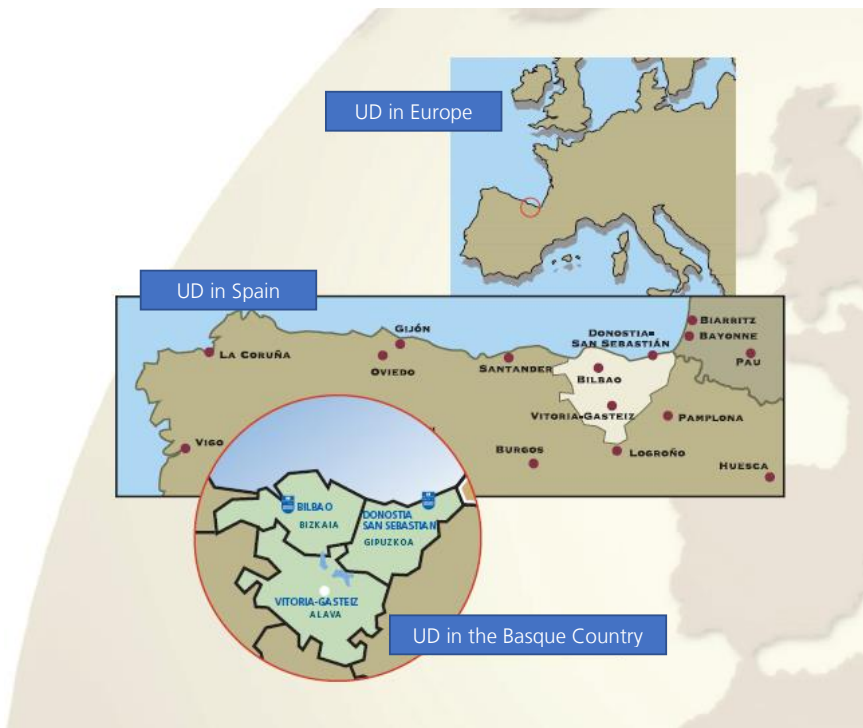 UD in Europe
UD in Spain
BIARRITZ
GIJÓN
DONOSTIA-
SAN SEBASTIÁN
BAYONNE
LA CORUÑA
OVIEDO
SANTANDER
PAU
BILBAO
VITORIA-GASTEIZ
PAMPLONA
VIGO
BURGOS
LOGROÑO
HUESCA
BILBAO
BIZKAIA
DONOSTIA
SAN SEBASTIAN
GIPUZKOA
VITORIA-GASTEIZ
ALAVA
UD in the Basque Country